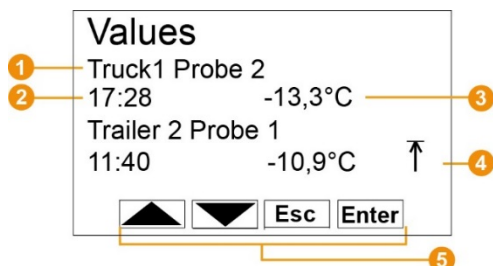 Values
1 Truck1 Probe 2
2 17:28 -13,3°C 3
Trailer 2 Probe 1
11:40 -10,9°C 4
Esc Enter
5